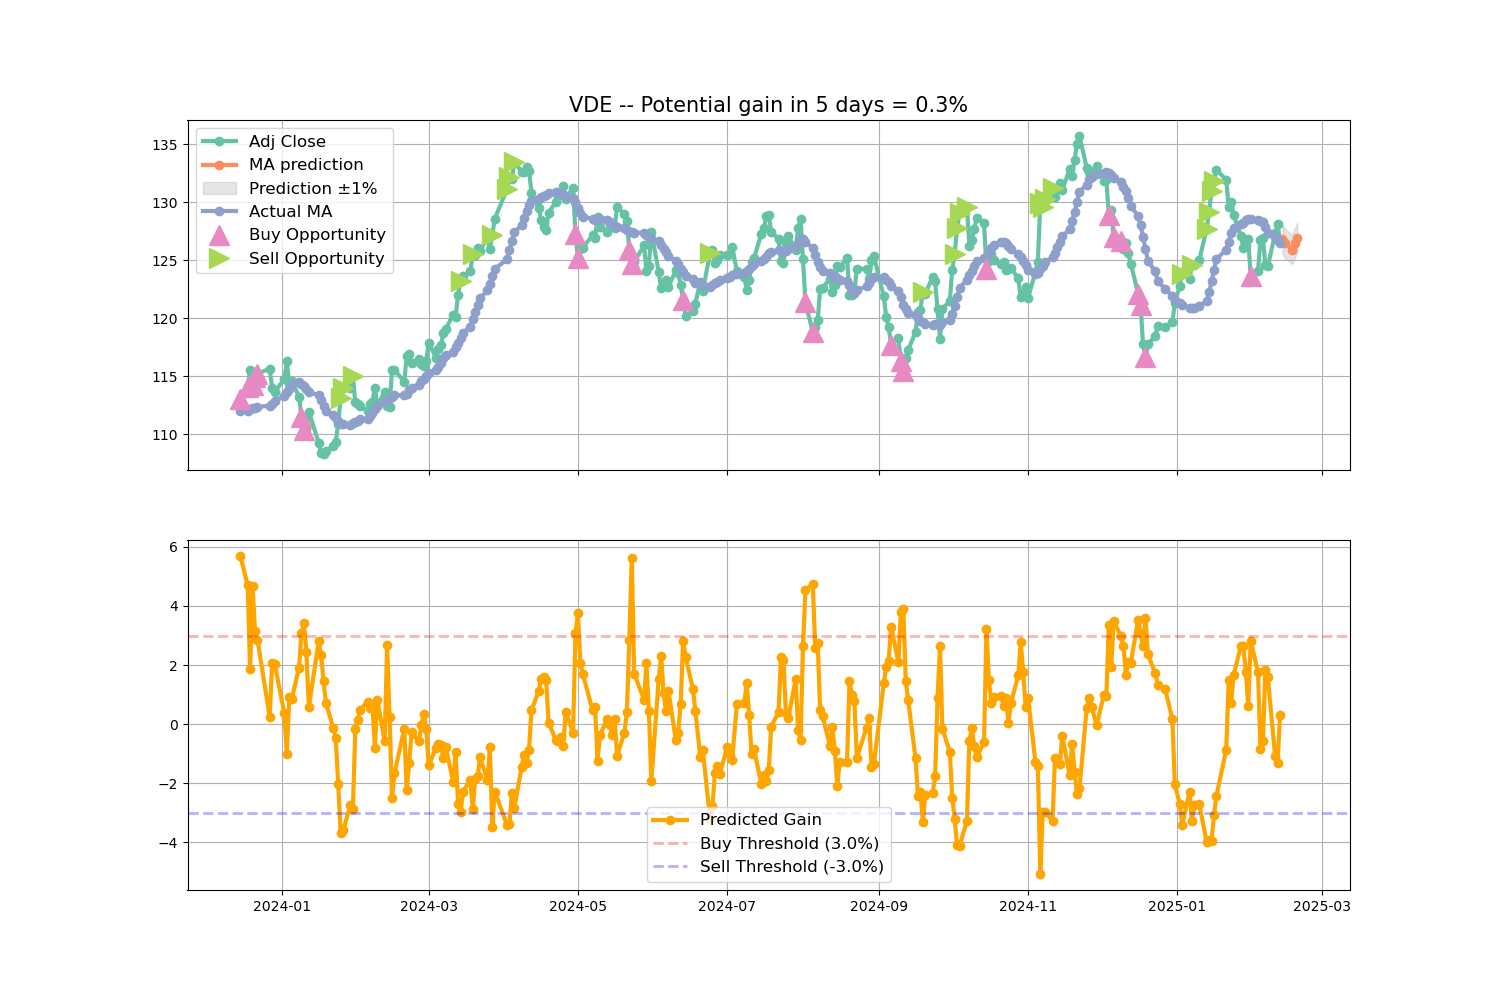 VDE -- Potential gain in 5 days = 0.3%
135
130
125
120
115
110
Adj Close
MA prediction
Prediction ±1%
Actual MA
Buy Opportunity
Sell Opportunity
6
4
2
0
−2
−4
Predicted Gain
Buy Threshold (3.0%)
Sell Threshold (-3.0%)
2024-01
2024-03
2024-05
2024-07
2024-09
2024-11
2025-01
2025-03